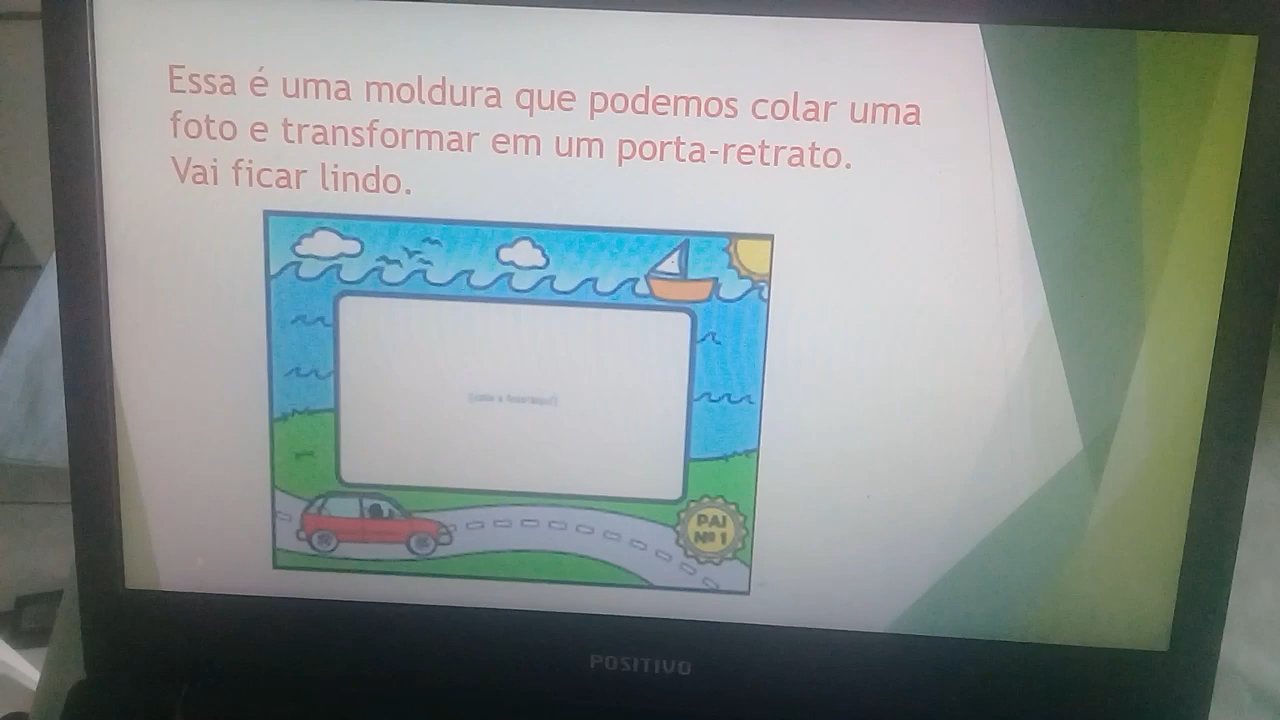 Essa é uma moldura que podemos colar uma
foto e transformar em um porta-retrato.
Vai ficar lindo.
PAI
Nº 1
POSITIVO